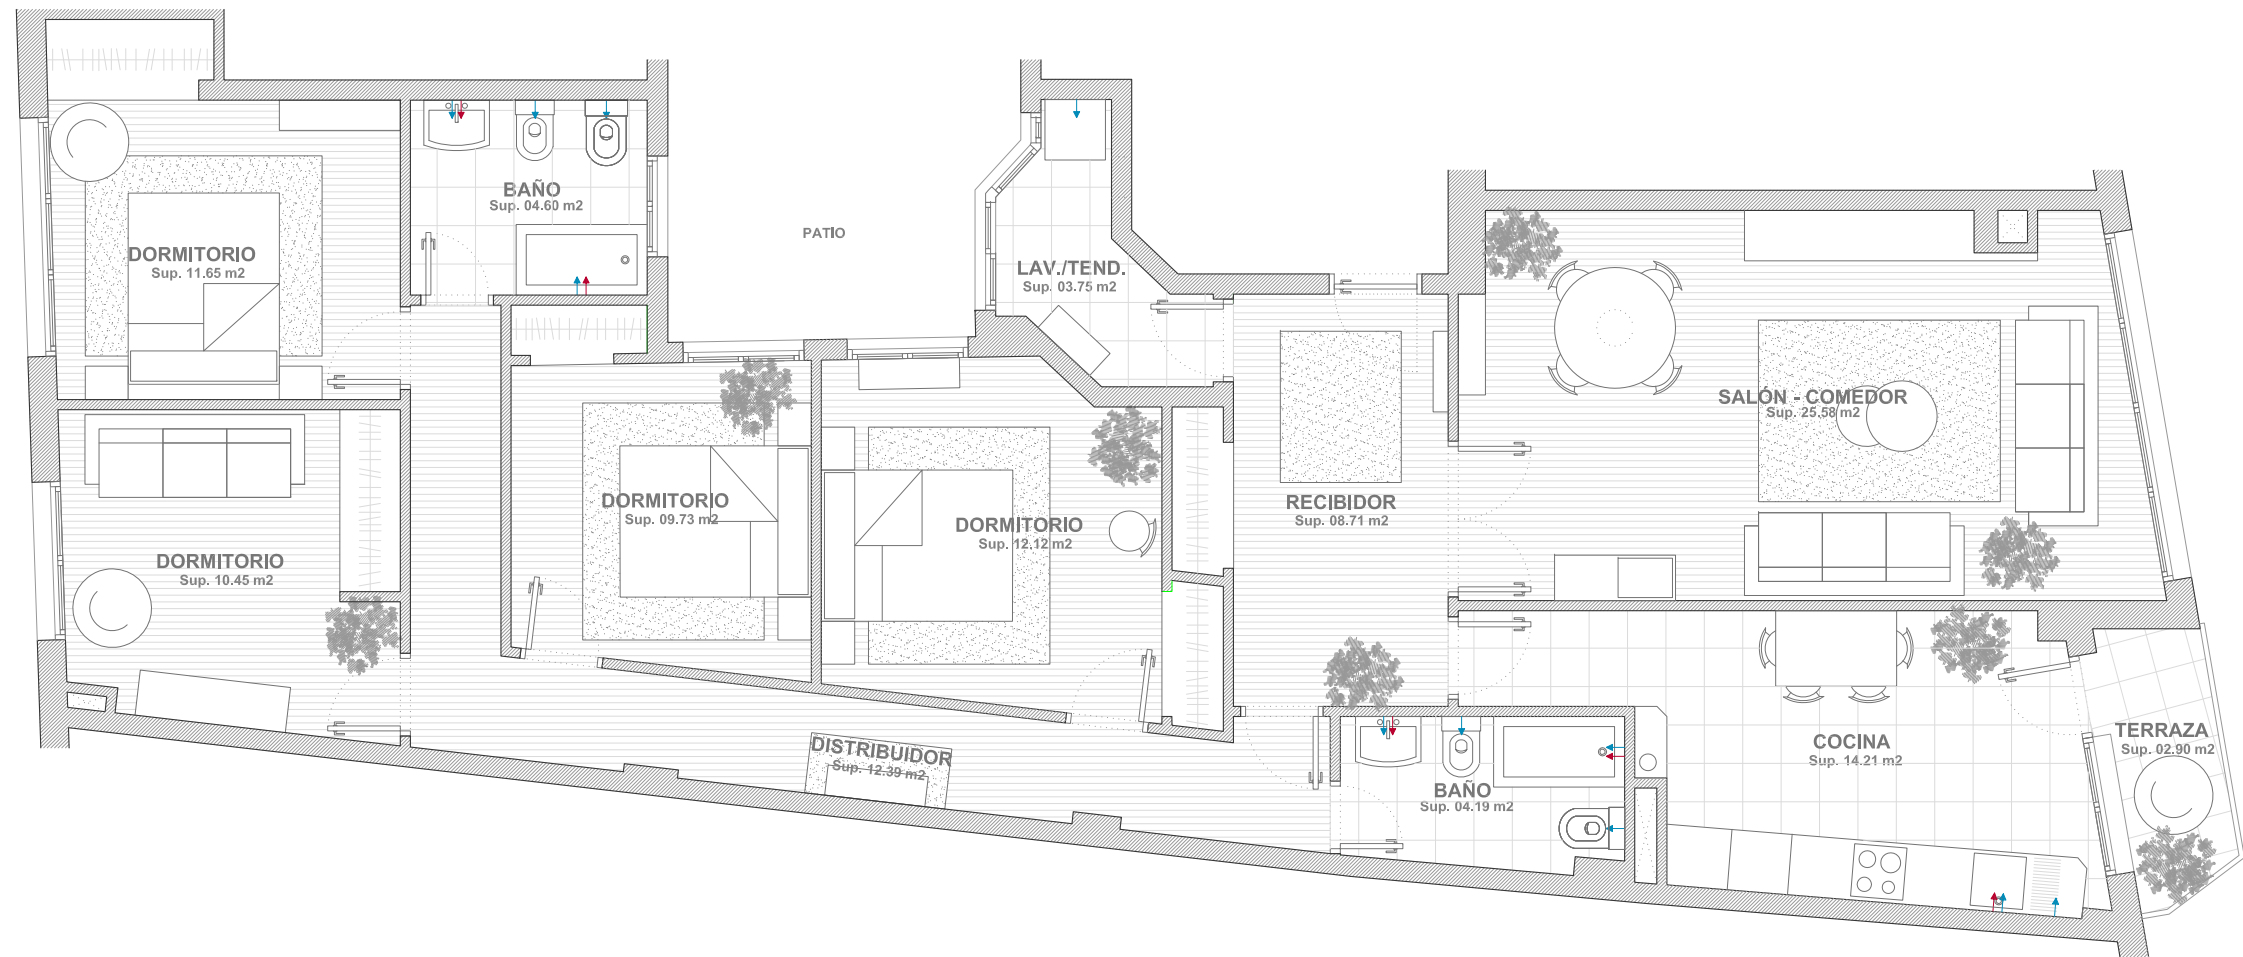 BAÑO
Sup. 04.60 m2
PATIO
DORMITORIO
Sup. 11.65 m2
LAV./TEND.
Sup. 03.75 m2
SALÓN - COMEDOR
Sup. 25.58 m2
DORMITORIO
Sup. 09.73 m2
RECIBIDOR
Sup. 08.71 m2
DORMITORIO
Sup. 12.12 m2
DORMITORIO
Sup. 10.45 m2
TERRAZA
Sup. 02.90 m2
COCINA
Sup. 14.21 m2
DISTRIBUIDOR
Sup. 12.39 m2
BAÑO
Sup. 04.19 m2